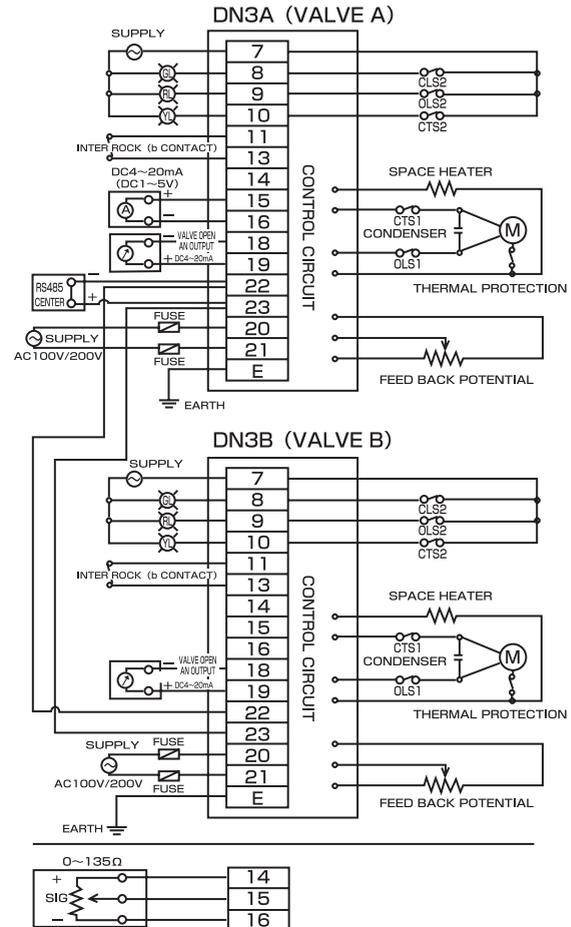 DN3A (VALVE A)
SUPPLY
7
GL
8
CLS2
RL
9
OLS2
YL
10
CTS2
11
INTER ROCK (b CONTACT)
13
DC4~20mA
(DC1~5V)
14
CONTROL CIRCUIT
SPACE HEATER
+
15
A
−
16
CTS1
CONDENSER
M
− VALVE OPEN
AN OUTPUT
18
+ DC4~20mA
19
OLS1
THERMAL PROTECTION
RS485
CENTER
−
22
+
23
FUSE
20
SUPPLY
AC100V/200V
21
FUSE
E
FEED BACK POTENTIAL
EARTH
DN3B (VALVE B)
SUPPLY
7
GL
8
CLS2
RL
9
OLS2
YL
10
CTS2
11
INTER ROCK (b CONTACT)
13
14
CONTROL CIRCUIT
SPACE HEATER
15
16
CTS1
CONDENSER
M
− VALVE OPEN
AN OUTPUT
18
+ DC4~20mA
19
OLS1
22
THERMAL PROTECTION
23
SUPPLY
FUSE
20
AC100V/200V
21
FUSE
E
FEED BACK POTENTIAL
EARTH
0~135Ω
+
14
SIG
15
−
16